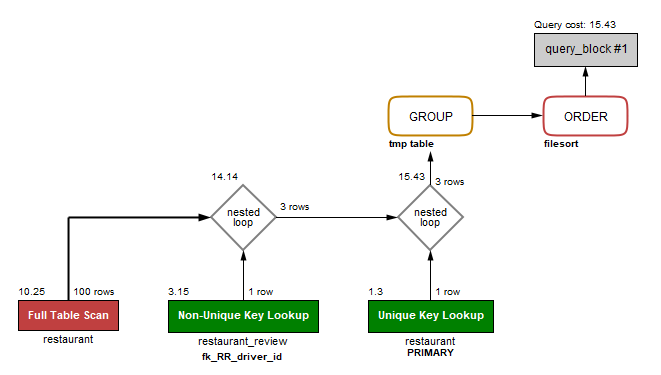 Query cost: 15.43
query_block #1
GROUP
ORDER
tmp table
filesort
14.14
15.43
3 rows
nested
loop
3 rows
nested
loop
10.25
100 rows
3.15
1 row
1.3
1 row
Full Table Scan
Non-Unique Key Lookup
Unique Key Lookup
restaurant
restaurant_review
restaurant
fk_RR_driver_id
PRIMARY